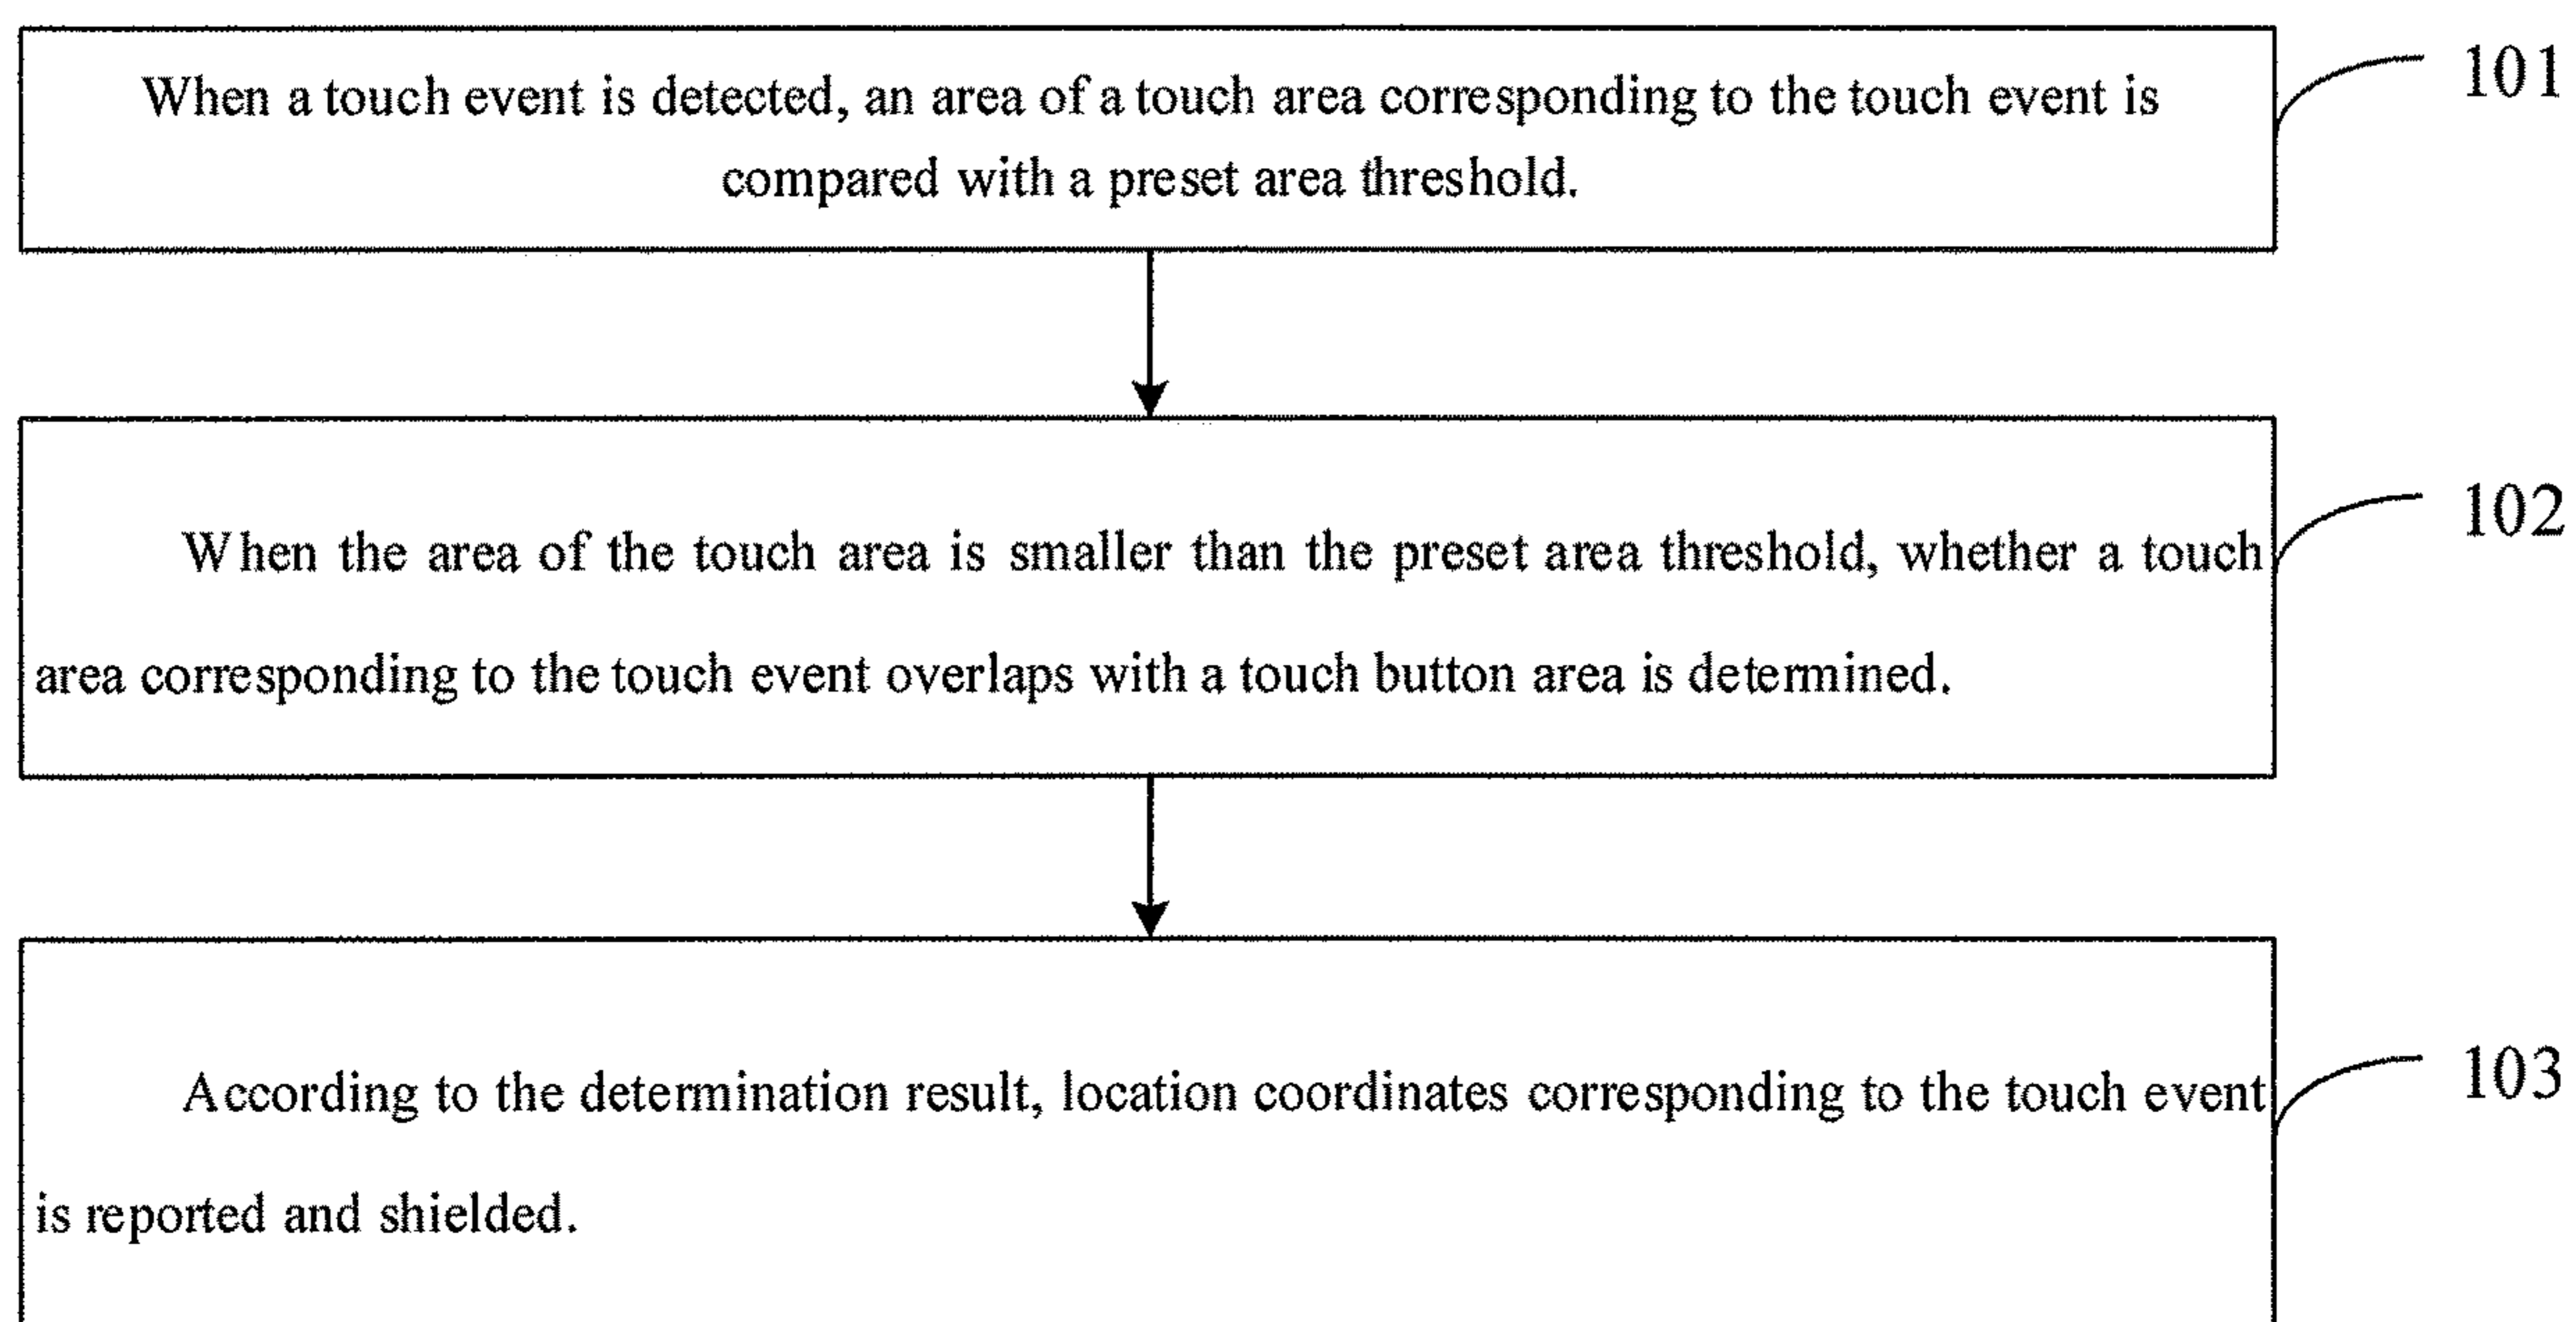 When a touch event is detected, an area of a touch area corresponding to the touch event is
compared with a preset area threshold.
101
When the area of the touch area is smaller than the preset area threshold, whether a touch
area corresponding to the touch event overlaps with a touch button area is determined.
102
According to the determination result, location coordinates corresponding to the touch event
is reported and shielded.
103